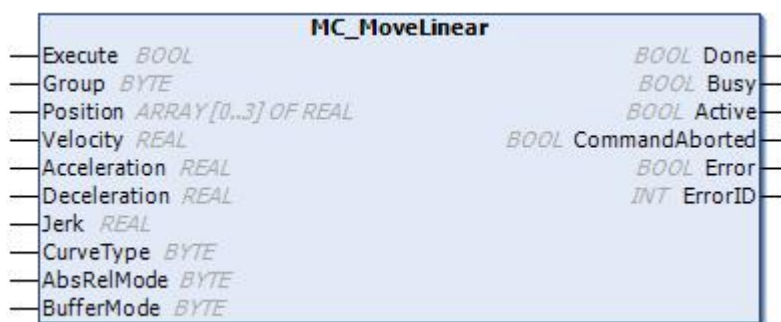 MC_MoveLinear
Execute BOOL BOOL Done
Group BYTE BOOL Busy
Position ARRAY [0..3] OF REAL BOOL Active
Velocity REAL BOOL CommandAborted
Acceleration REAL BOOL Error
Deceleration REAL INT ErrorID
Jerk REAL
CurveType BYTE
AbsRelMode BYTE
BufferMode BYTE